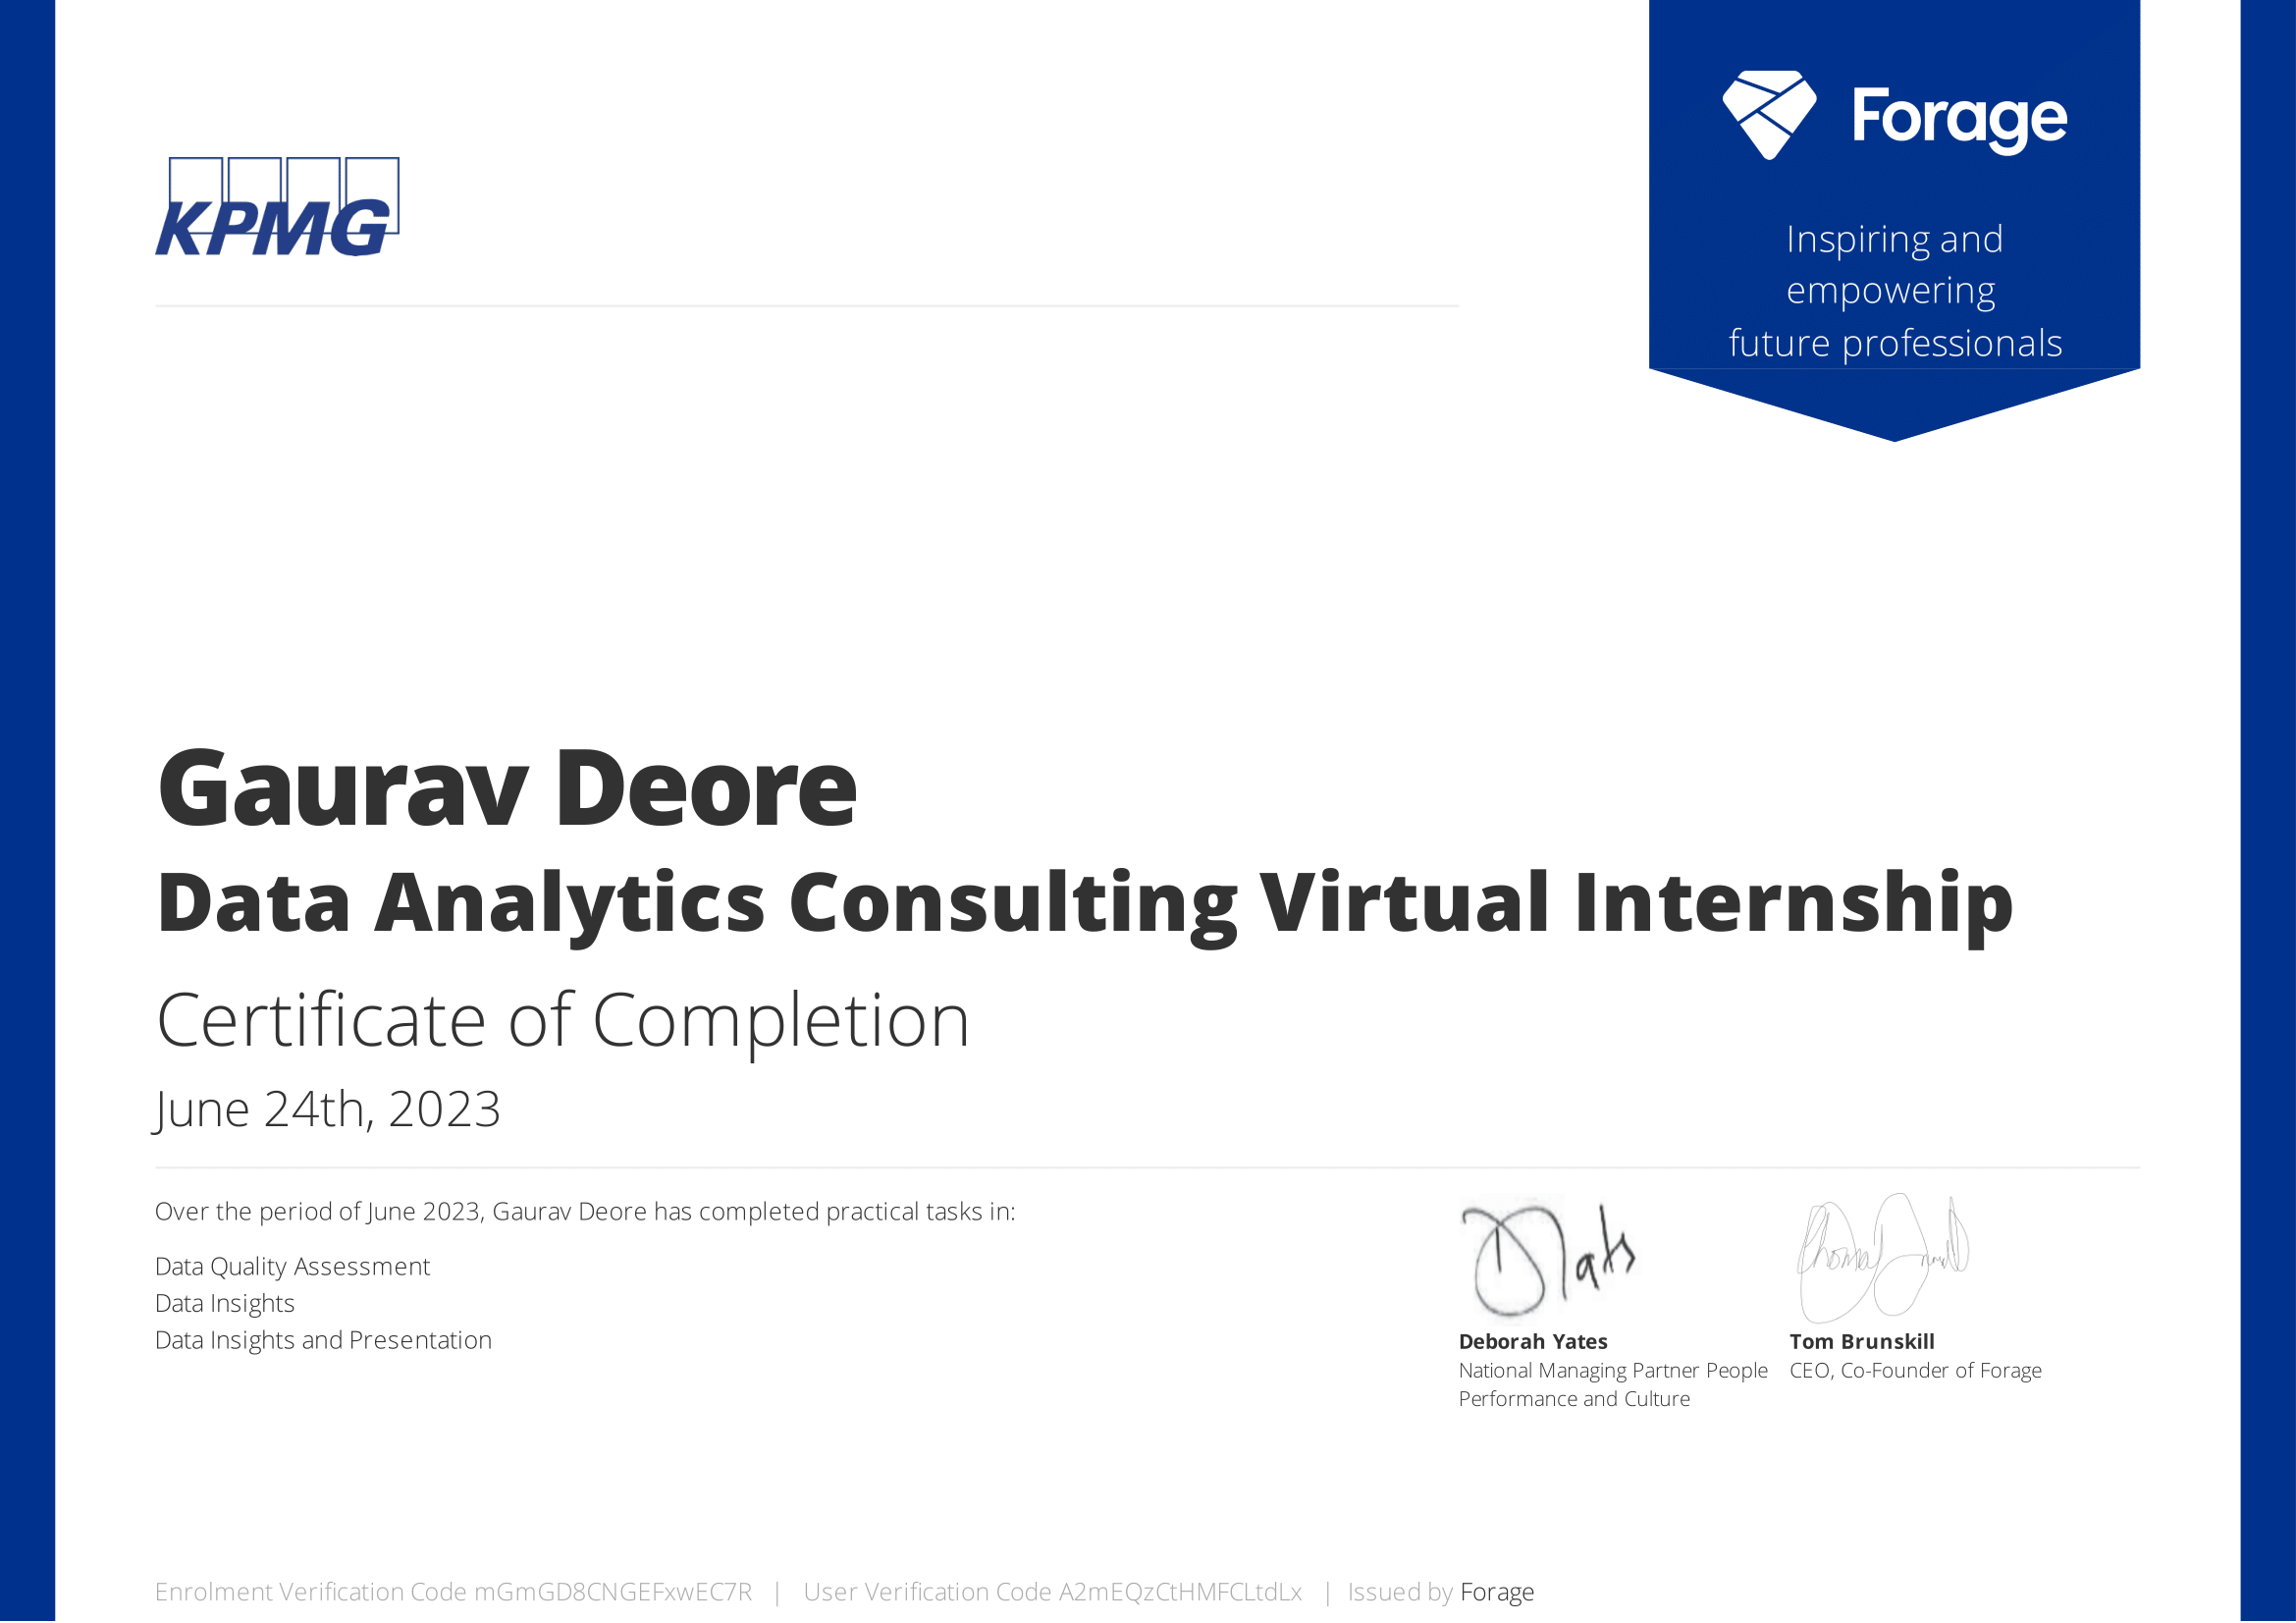 KPMG
Forage
Inspiring and
empowering
future professionals
Gaurav Deore
Data Analytics Consulting Virtual Internship
Certificate of Completion
June 24th, 2023
Over the period of June 2023, Gaurav Deore has completed practical tasks in:
Data Quality Assessment
Data Insights
Data Insights and Presentation
Deborah Yates
National Managing Partner People
Performance and Culture
Tom Brunskill
CEO, Co-Founder of Forage
Enrolment Verification Code mGmGD8CNGEFxwEC7R | User Verification Code A2mEQzCtHMFCLtdLx | Issued by Forage